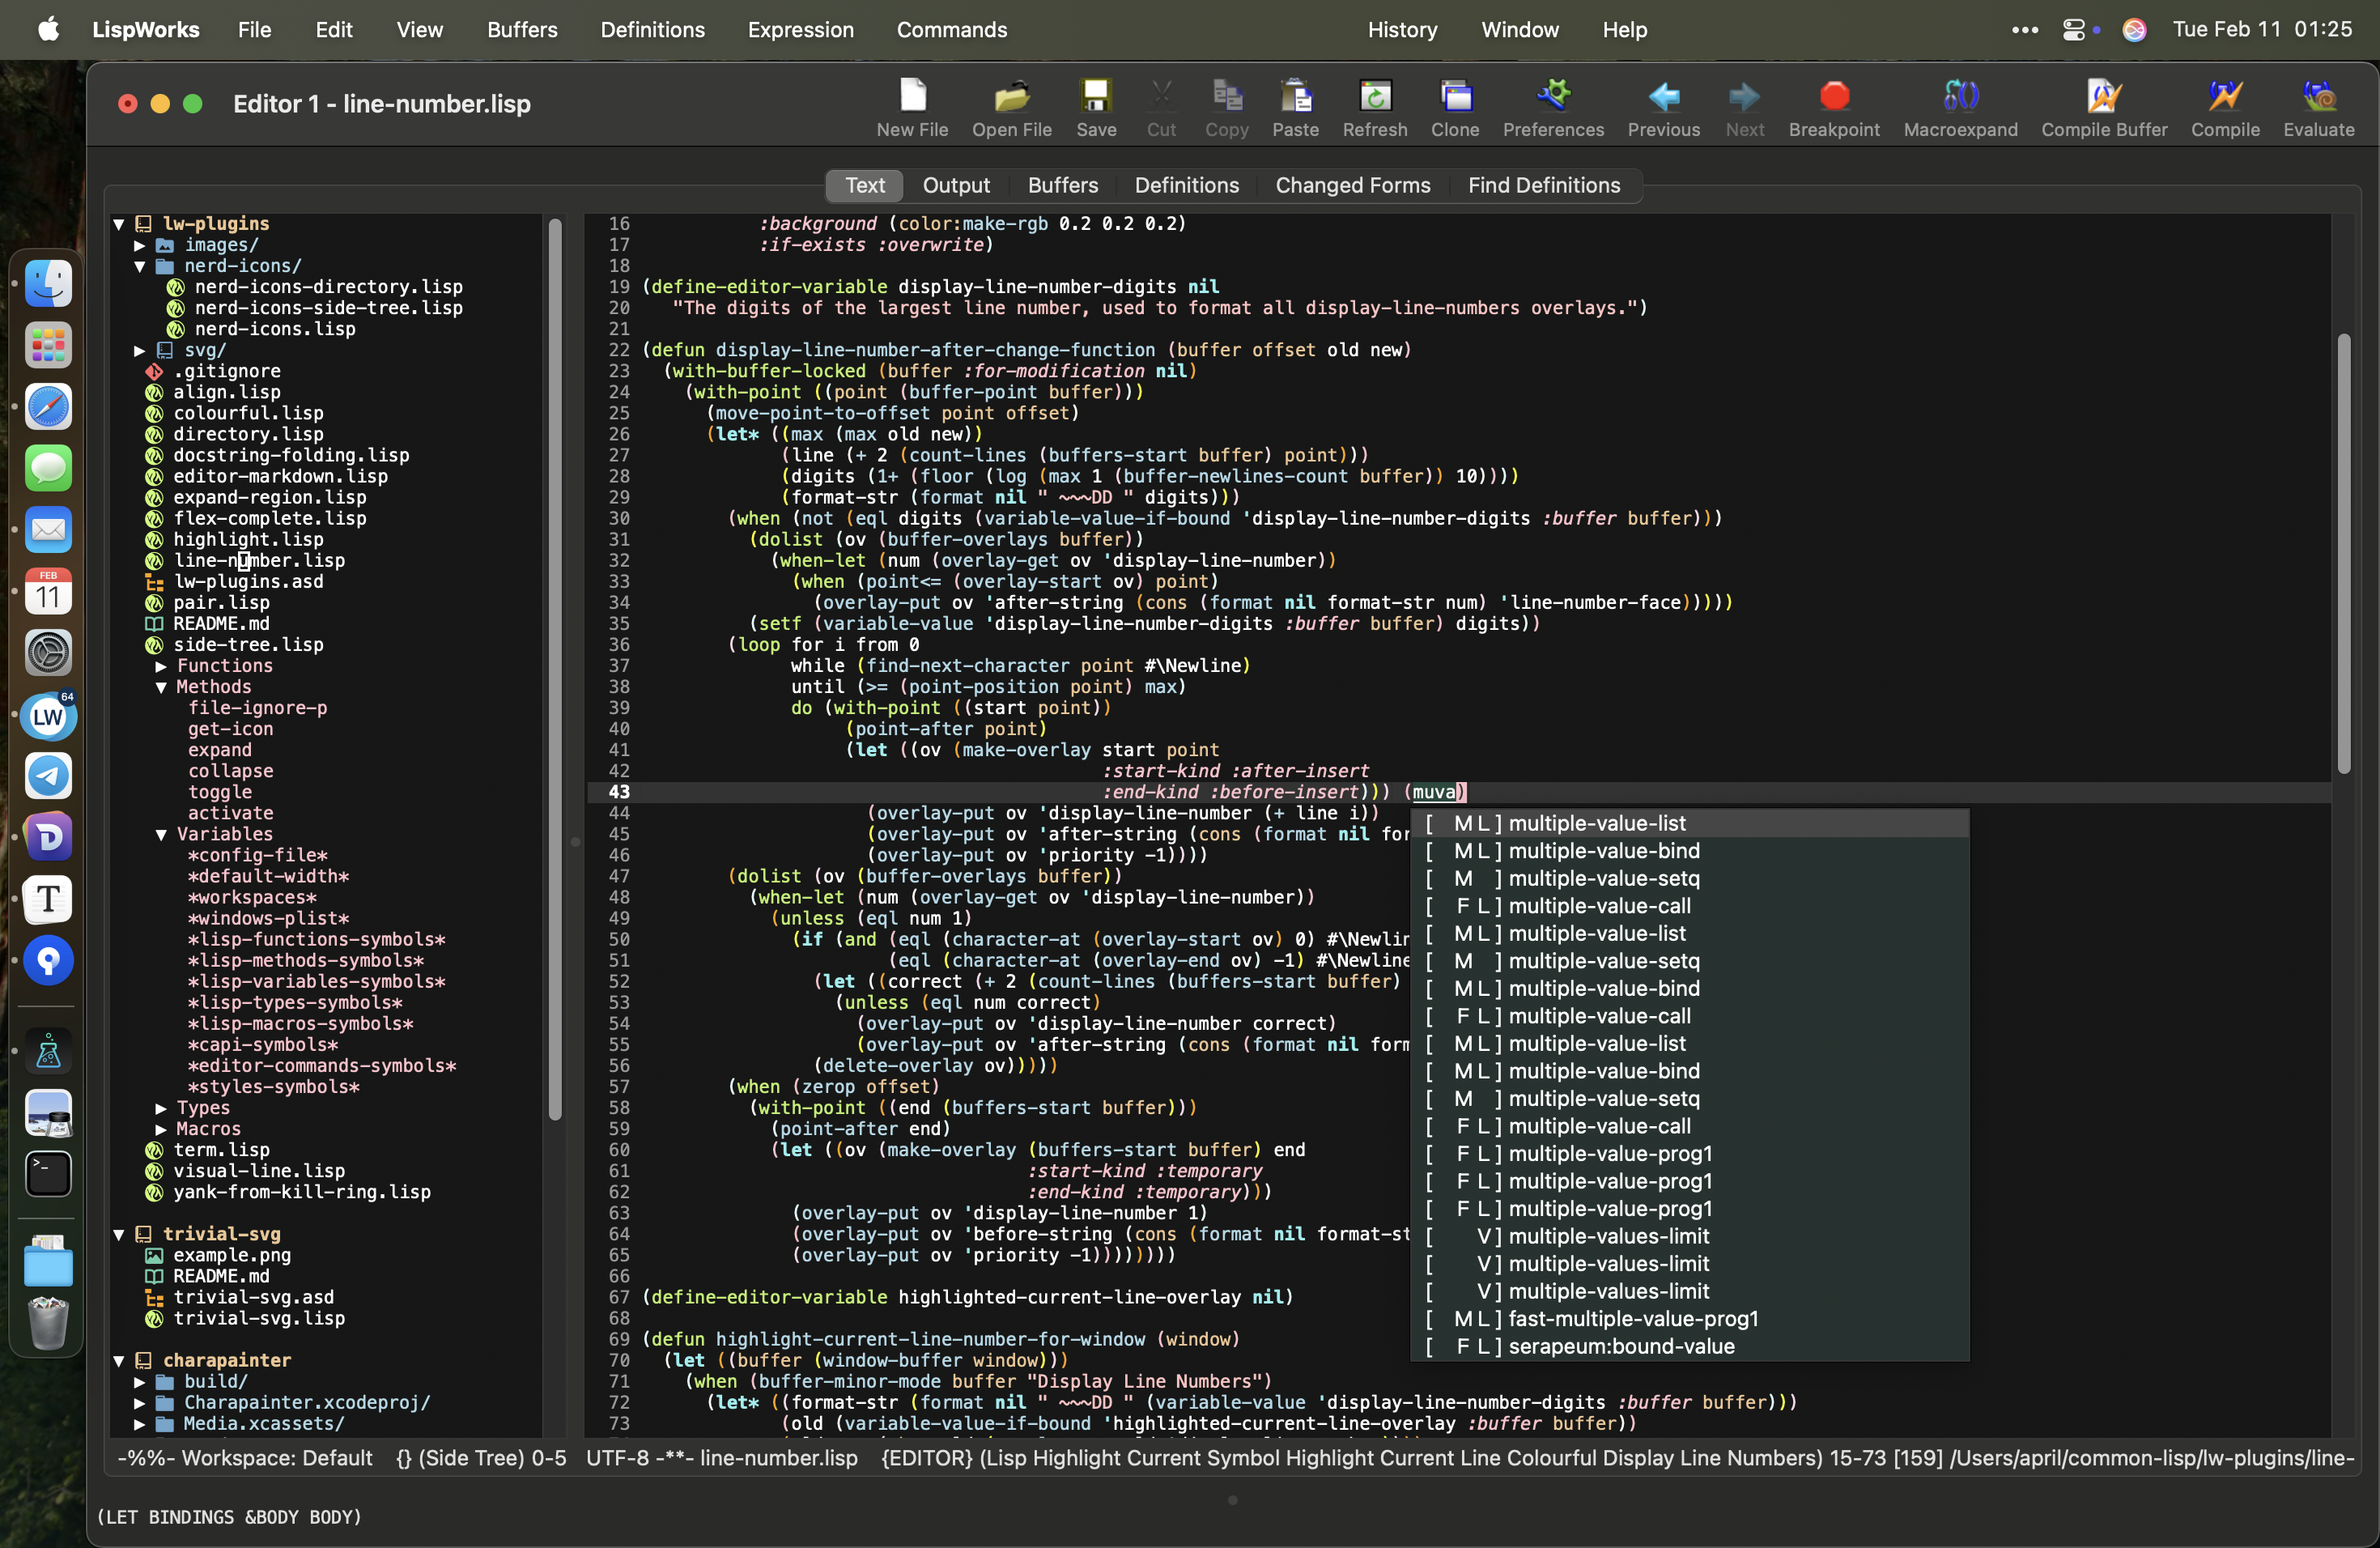 LispWorks File Edit View Buffers Definitions Expression Commands History Window Help ••• Tue Feb 11 01:25
Editor 1 - line-number.lisp
New File Open File Save Cut Copy Paste Refresh Clone Preferences Previous Next Breakpoint Macroexpand Compile Buffer Compile Evaluate
Text Output Buffers Definitions Changed Forms Find Definitions
FEB
11
LW
64
D
T
>_
▼ lw-plugins
▶ images/
▼ nerd-icons/
nerd-icons-directory.lisp
nerd-icons-side-tree.lisp
nerd-icons.lisp
▶ svg/
.gitignore
align.lisp
colourful.lisp
directory.lisp
docstring-folding.lisp
editor-markdown.lisp
expand-region.lisp
flex-complete.lisp
highlight.lisp
line-number.lisp
lw-plugins.asd
pair.lisp
README.md
side-tree.lisp
▶ Functions
▼ Methods
file-ignore-p
get-icon
expand
collapse
toggle
activate
▼ Variables
*config-file*
*default-width*
*workspaces*
*windows-plist*
*lisp-functions-symbols*
*lisp-methods-symbols*
*lisp-variables-symbols*
*lisp-types-symbols*
*lisp-macros-symbols*
*capi-symbols*
*editor-commands-symbols*
*styles-symbols*
▶ Types
▶ Macros
term.lisp
visual-line.lisp
yank-from-kill-ring.lisp
▼ trivial-svg
example.png
README.md
trivial-svg.asd
trivial-svg.lisp
▼ charapainter
▶ build/
▶ Charapainter.xcodeproj/
▶ Media.xcassets/
16 :background (color:make-rgb 0.2 0.2 0.2)
17 :if-exists :overwrite)
18
19 (define-editor-variable display-line-number-digits nil
20 "The digits of the largest line number, used to format all display-line-numbers overlays.")
21
22 (defun display-line-number-after-change-function (buffer offset old new)
23 (with-buffer-locked (buffer :for-modification nil)
24 (with-point ((point (buffer-point buffer)))
25 (move-point-to-offset point offset)
26 (let* ((max (max old new))
27 (line (+ 2 (count-lines (buffers-start buffer) point)))
28 (digits (1+ (floor (log (max 1 (buffer-newlines-count buffer)) 10))))
29 (format-str (format nil " ~~~DD " digits)))
30 (when (not (eql digits (variable-value-if-bound 'display-line-number-digits :buffer buffer)))
31 (dolist (ov (buffer-overlays buffer))
32 (when-let (num (overlay-get ov 'display-line-number))
33 (when (point<= (overlay-start ov) point)
34 (overlay-put ov 'after-string (cons (format nil format-str num) 'line-number-face)))))
35 (setf (variable-value 'display-line-number-digits :buffer buffer) digits))
36 (loop for i from 0
37 while (find-next-character point #\Newline)
38 until (>= (point-position point) max)
39 do (with-point ((start point))
40 (point-after point)
41 (let ((ov (make-overlay start point
42 :start-kind :after-insert
43 :end-kind :before-insert))) (muva)
44 (overlay-put ov 'display-line-number (+ line i))
45 (overlay-put ov 'after-string (cons (format nil for
46 (overlay-put ov 'priority -1))))
47 (dolist (ov (buffer-overlays buffer))
48 (when-let (num (overlay-get ov 'display-line-number))
49 (unless (eql num 1)
50 (if (and (eql (character-at (overlay-start ov) 0) #\Newlin
51 (eql (character-at (overlay-end ov) -1) #\Newline
52 (let ((correct (+ 2 (count-lines (buffers-start buffer)
53 (unless (eql num correct)
54 (overlay-put ov 'display-line-number correct)
55 (overlay-put ov 'after-string (cons (format nil form
56 (delete-overlay ov)))))
57 (when (zerop offset)
58 (with-point ((end (buffers-start buffer)))
59 (point-after end)
60 (let ((ov (make-overlay (buffers-start buffer) end
61 :start-kind :temporary
62 :end-kind :temporary)))
63 (overlay-put ov 'display-line-number 1)
64 (overlay-put ov 'before-string (cons (format nil format-st
65 (overlay-put ov 'priority -1))))))))
66
67 (define-editor-variable highlighted-current-line-overlay nil)
68
69 (defun highlight-current-line-number-for-window (window)
70 (let ((buffer (window-buffer window)))
71 (when (buffer-minor-mode buffer "Display Line Numbers")
72 (let* ((format-str (format nil " ~~~DD " (variable-value 'display-line-number-digits :buffer buffer)))
73 (old (variable-value-if-bound 'highlighted-current-line-overlay :buffer buffer))
[ M L ] multiple-value-list
[ M L ] multiple-value-bind
[ M ] multiple-value-setq
[ F L ] multiple-value-call
[ M L ] multiple-value-list
[ M ] multiple-value-setq
[ M L ] multiple-value-bind
[ F L ] multiple-value-call
[ M L ] multiple-value-list
[ M L ] multiple-value-bind
[ M ] multiple-value-setq
[ F L ] multiple-value-call
[ F L ] multiple-value-prog1
[ F L ] multiple-value-prog1
[ F L ] multiple-value-prog1
[ V ] multiple-values-limit
[ V ] multiple-values-limit
[ V ] multiple-values-limit
[ M L ] fast-multiple-value-prog1
[ F L ] serapeum:bound-value
-%%- Workspace: Default {} (Side Tree) 0-5 UTF-8 -**- line-number.lisp {EDITOR} (Lisp Highlight Current Symbol Highlight Current Line Colourful Display Line Numbers) 15-73 [159] /Users/april/common-lisp/lw-plugins/line-
(LET BINDINGS &BODY BODY)